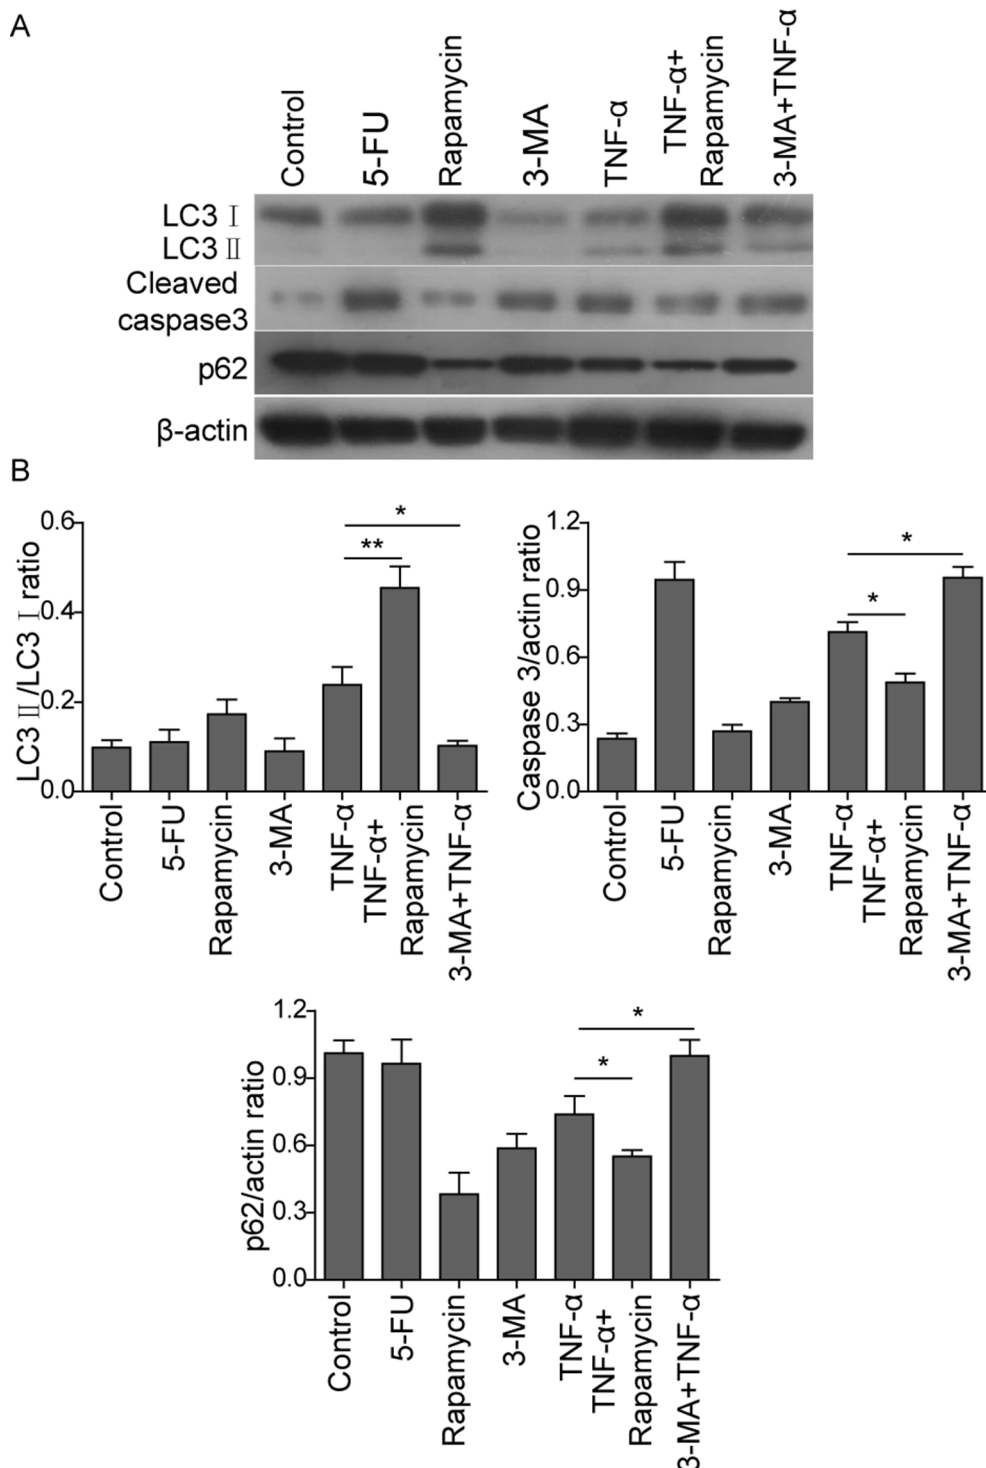 A
Control
5-FU
Rapamycin
3-MA
TNF-α
TNF-α+
Rapamycin
3-MA+TNF-α
LC3 Ⅰ
LC3 Ⅱ
Cleaved
caspase3
p62
β-actin
B
LC3 Ⅱ/LC3 Ⅰ ratio
0.6
0.4
0.2
0.0
*
**
Control
5-FU
Rapamycin
3-MA
TNF-α
TNF-α+
Rapamycin
3-MA+TNF-α
Caspase 3/actin ratio
1.2
0.9
0.6
0.3
0.0
*
*
Control
5-FU
Rapamycin
3-MA
TNF-α
TNF-α+
Rapamycin
3-MA+TNF-α
p62/actin ratio
1.2
0.9
0.6
0.3
0.0
*
*
Control
5-FU
Rapamycin
3-MA
TNF-α
TNF-α+
Rapamycin
3-MA+TNF-α